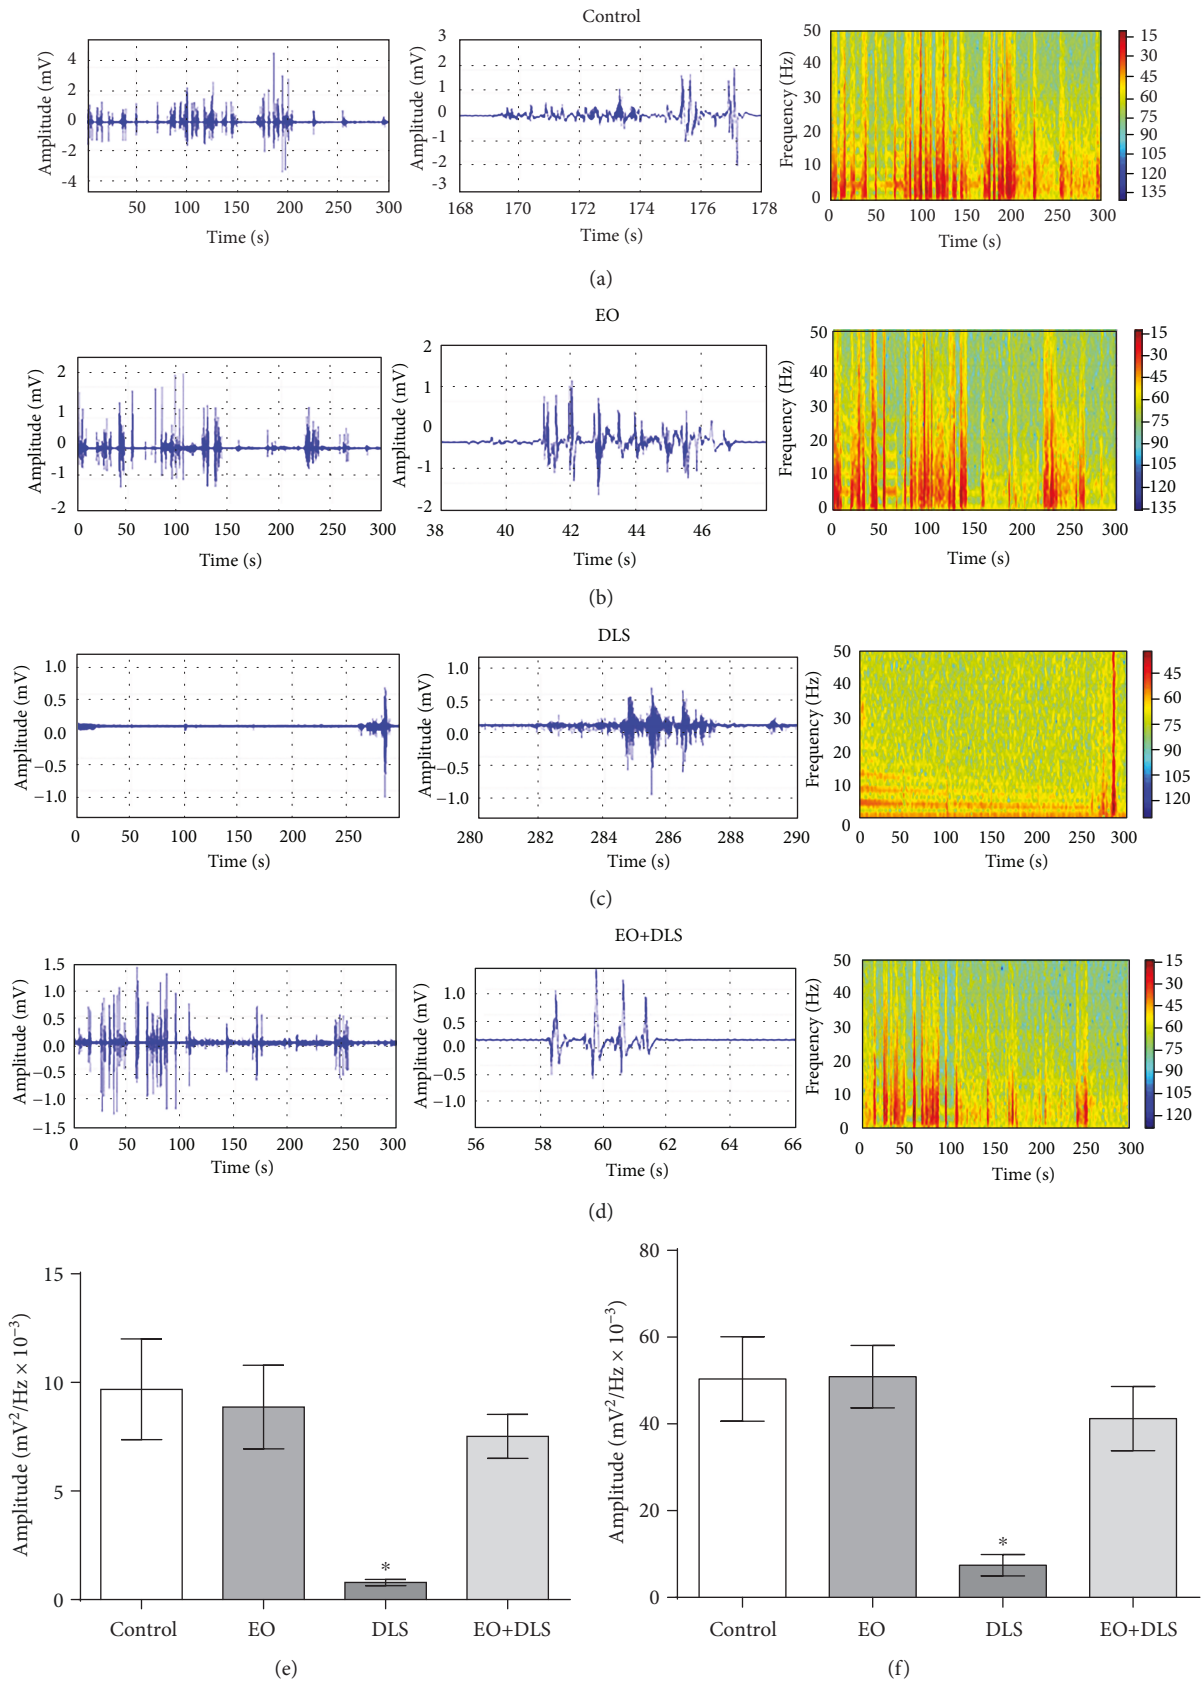 Control
Amplitude (mV)
4
2
0
−2
−4
50 100 150 200 250 300
Time (s)
Amplitude (mV)
3
2
1
0
-1
-2
-3
168 170 172 174 176 178
Time (s)
Frequency (Hz)
50
40
30
20
10
0
0 50 100 150 200 250 300
Time (s)
15
30
45
60
75
90
105
120
135
(a)
EO
Amplitude (mV)
2
1
0
-1
-2
0 50 100 150 200 250 300
Time (s)
Amplitude (mV)
2
1
0
-1
-2
38 40 42 44 46
Time (s)
Frequency (Hz)
50
40
30
20
10
0
0 50 100 150 200 250 300
Time (s)
15
30
45
60
75
90
105
120
135
(b)
DLS
Amplitude (mV)
1.0
0.5
0.0
−0.5
−1.0
0 50 100 150 200 250
Time (s)
Amplitude (mV)
1.0
0.5
0.0
−0.5
−1.0
280 282 284 286 288 290
Time (s)
Frequency (Hz)
50
40
30
20
10
0
0 50 100 150 200 250 300
Time (s)
45
60
75
90
105
120
(c)
EO+DLS
Amplitude (mV)
1.5
1.0
0.5
0.0
−0.5
−1.0
−1.5
0 50 100 150 200 250 300
Time (s)
Amplitude (mV)
1.0
0.5
0.0
−0.5
−1.0
56 58 60 62 64 66
Time (s)
Frequency (Hz)
50
40
30
20
10
0
0 50 100 150 200 250 300
Time (s)
15
30
45
60
75
90
105
120
(d)
Amplitude (mV²/Hz × 10⁻³)
15
10
5
0
*
Control EO DLS EO+DLS
(e)
Amplitude (mV²/Hz × 10⁻³)
80
60
40
20
0
*
Control EO DLS EO+DLS
(f)